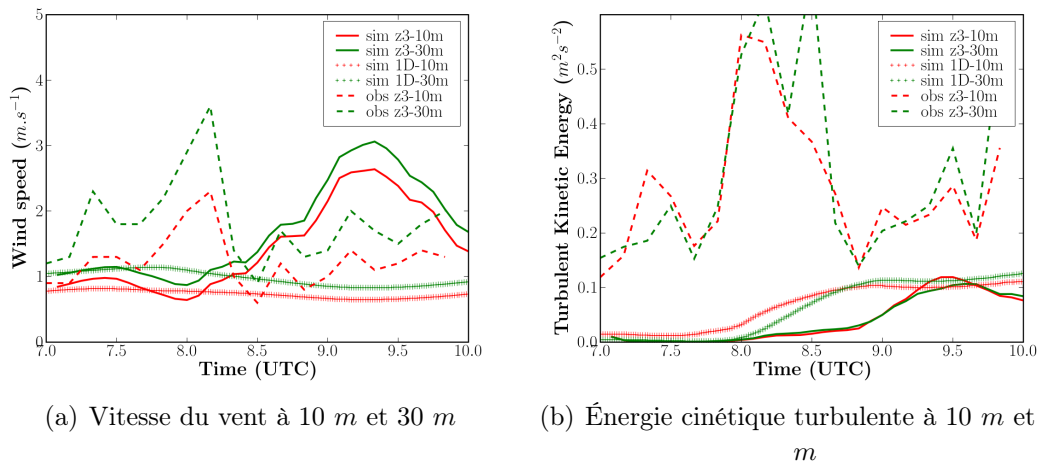 5
4
3
2
1
0
7.0 7.5 8.0 8.5 9.0 9.5 10.0
Wind speed (m.s⁻¹)
Time (UTC)
sim z3-10m
sim z3-30m
sim 1D-10m
sim 1D-30m
obs z3-10m
obs z3-30m
(a) Vitesse du vent à 10 m et 30 m
0.5
0.4
0.3
0.2
0.1
0.0
7.0 7.5 8.0 8.5 9.0 9.5 10.0
Turbulent Kinetic Energy (m²s⁻²)
Time (UTC)
sim z3-10m
sim z3-30m
sim 1D-10m
sim 1D-30m
obs z3-10m
obs z3-30m
(b) Énergie cinétique turbulente à 10 m et
m